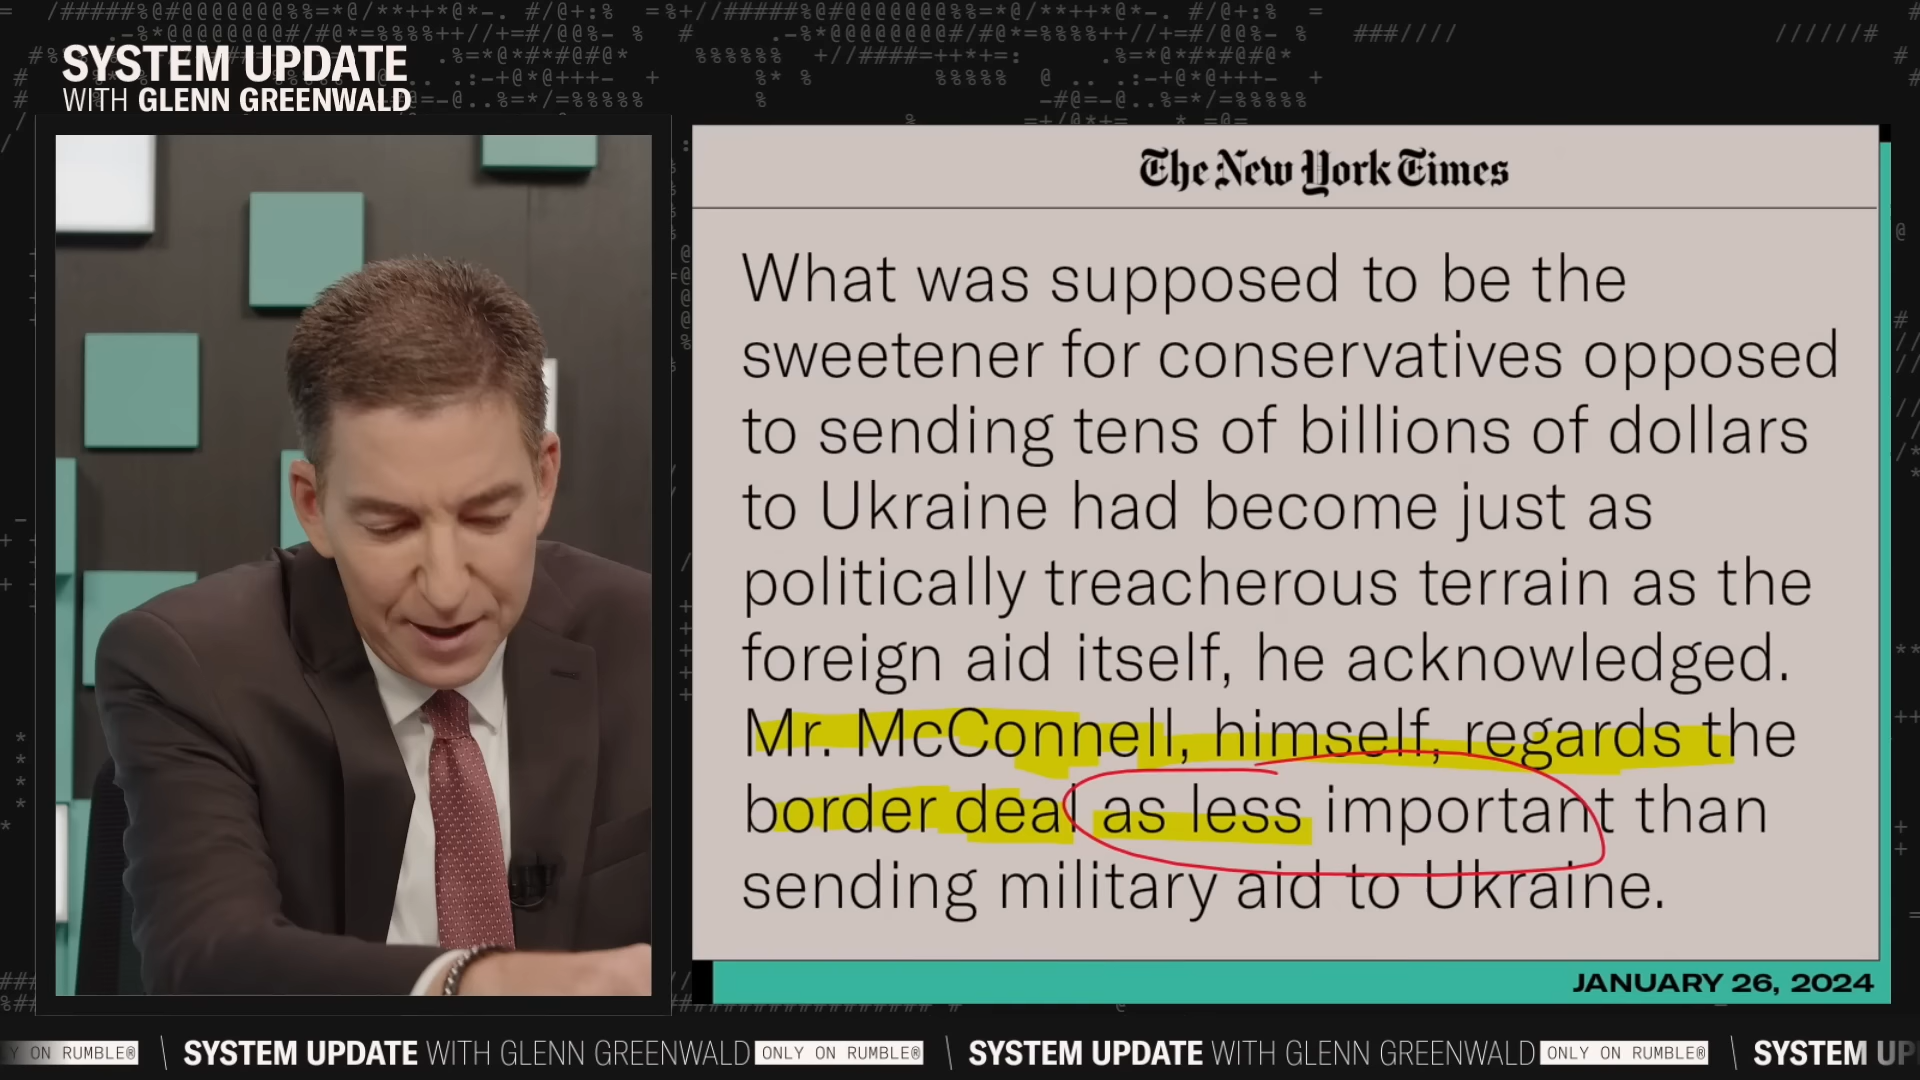 SYSTEM UPDATE
WITH GLENN GREENWALD
The New York Times
What was supposed to be the
sweetener for conservatives opposed
to sending tens of billions of dollars
to Ukraine had become just as
politically treacherous terrain as the
foreign aid itself, he acknowledged.
Mr. McConnell, himself, regards the
border deal as less important than
sending military aid to Ukraine.
JANUARY 26, 2024
Y ON RUMBLE® \ SYSTEM UPDATE WITH GLENN GREENWALD ONLY ON RUMBLE® \ SYSTEM UPDATE WITH GLENN GREENWALD ONLY ON RUMBLE® \ SYSTEM UP